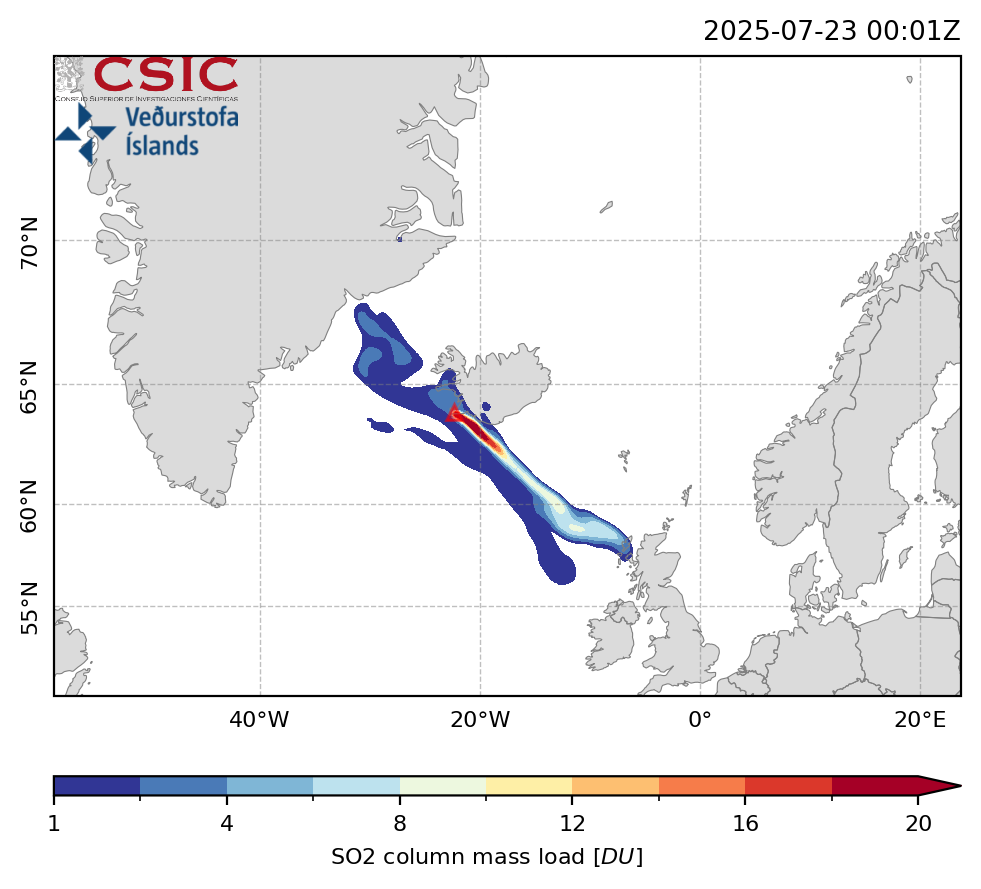 2025-07-23 00:01Z
CSIC
Consejo Superior de Investigaciones Científicas
Veðurstofa
Íslands
70°N
65°N
60°N
55°N
40°W 20°W 0° 20°E
1 4 8 12 16 20
SO2 column mass load [DU]